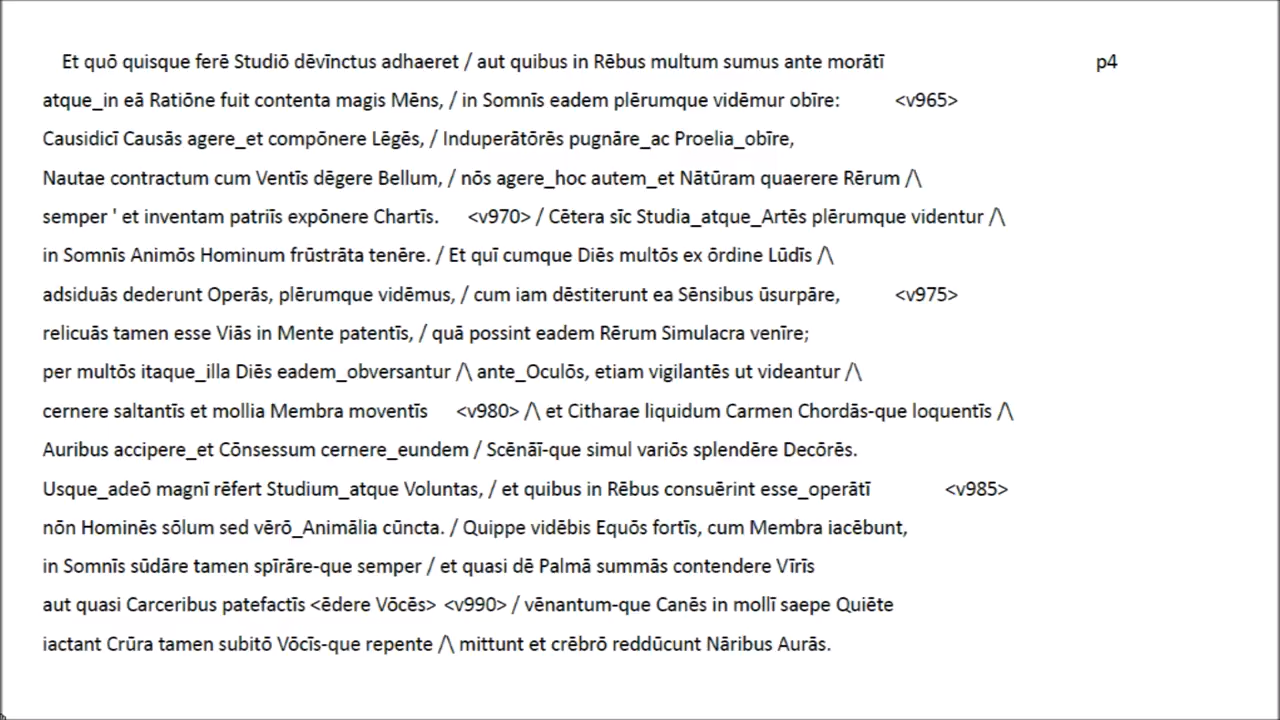 Et quō quisque ferē Studiō dēvīnctus adhaeret / aut quibus in Rēbus multum sumus ante morātī p4
atque_in eā Ratiōne fuit contenta magis Mēns, / in Somnīs eadem plērumque vidēmur obīre: <v965>
Causidicī Causās agere_et compōnere Lēgēs, / Induperātōrēs pugnāre_ac Proelia_obīre,
Nautae contractum cum Ventīs dēgere Bellum, / nōs agere_hoc autem_et Nātūram quaerere Rērum /\
semper ' et inventam patriīs expōnere Chartīs. <v970> / Cētera sīc Studia_atque_Artēs plērumque videntur /\
in Somnīs Animōs Hominum frūstrāta tenēre. / Et quī cumque Diēs multōs ex ōrdine Lūdīs /\
adsiduās dederunt Operās, plērumque vidēmus, / cum iam dēstiterunt ea Sēnsibus ūsurpāre, <v975>
relicuās tamen esse Viās in Mente patentīs, / quā possint eadem Rērum Simulacra venīre;
per multōs itaque_illa Diēs eadem_obversantur /\ ante_Oculōs, etiam vigilantēs ut videantur /\
cernere saltantīs et mollia Membra moventīs <v980> /\ et Citharae liquidum Carmen Chordās-que loquentīs /\
Auribus accipere_et Cōnsessum cernere_eundem / Scēnāī-que simul variōs splendēre Decōrēs.
Usque_adeō magnī rēfert Studium_atque Voluntas, / et quibus in Rēbus consuērint esse_operātī <v985>
nōn Hominēs sōlum sed vērō_Animālia cūncta. / Quippe vidēbis Equōs fortīs, cum Membra iacēbunt,
in Somnīs sūdāre tamen spīrāre-que semper / et quasi dē Palmā summās contendere Vīrīs
aut quasi Carceribus patefactīs <ēdere Vōcēs> <v990> / vēnantum-que Canēs in mollī saepe Quiēte
iactant Crūra tamen subitō Vōcīs-que repente /\ mittunt et crēbrō reddūcunt Nāribus Aurās.